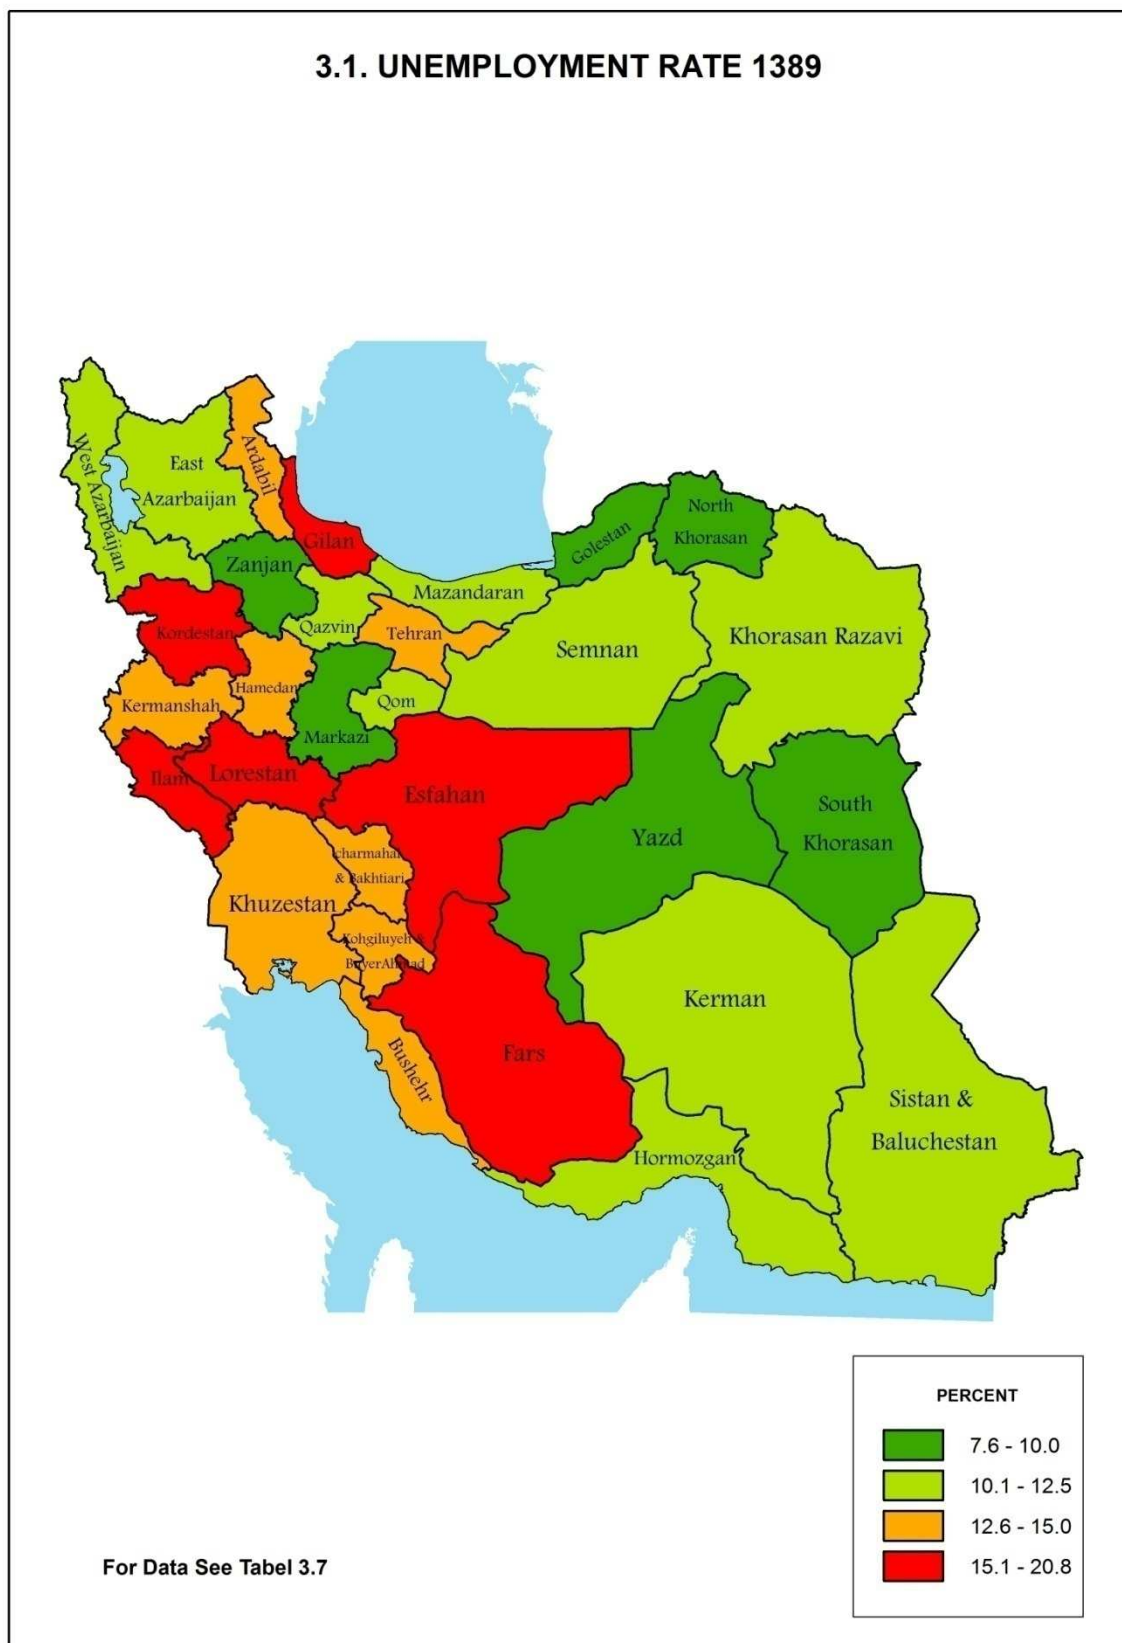 3.1. UNEMPLOYMENT RATE 1389
West Azarbaijan
East
Azarbaijan
Ardabil
Gilan
Zanjan
Golestan
North
Khorasan
Mazandaran
Qazvin
Tehran
Kordestan
Semnan
Khorasan Razavi
Hamedan
Kermanshah
Qom
Markazi
Ilam
Lorestan
Esfahan
Yazd
South
Khorasan
charmahal
& Bakhtiari
Khuzestan
Kohgiluyeh &
BuyerAhmad
Kerman
Fars
Bushehr
Sistan &
Baluchestan
Hormozgan
PERCENT
7.6 - 10.0
10.1 - 12.5
12.6 - 15.0
15.1 - 20.8
For Data See Tabel 3.7